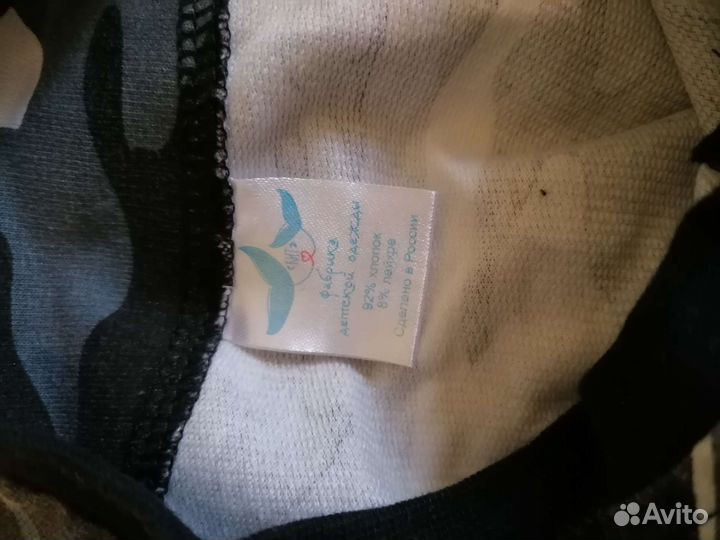 фабрика
детской одежды
92% хлопок
8% лайкра
Сделано в России
Avito